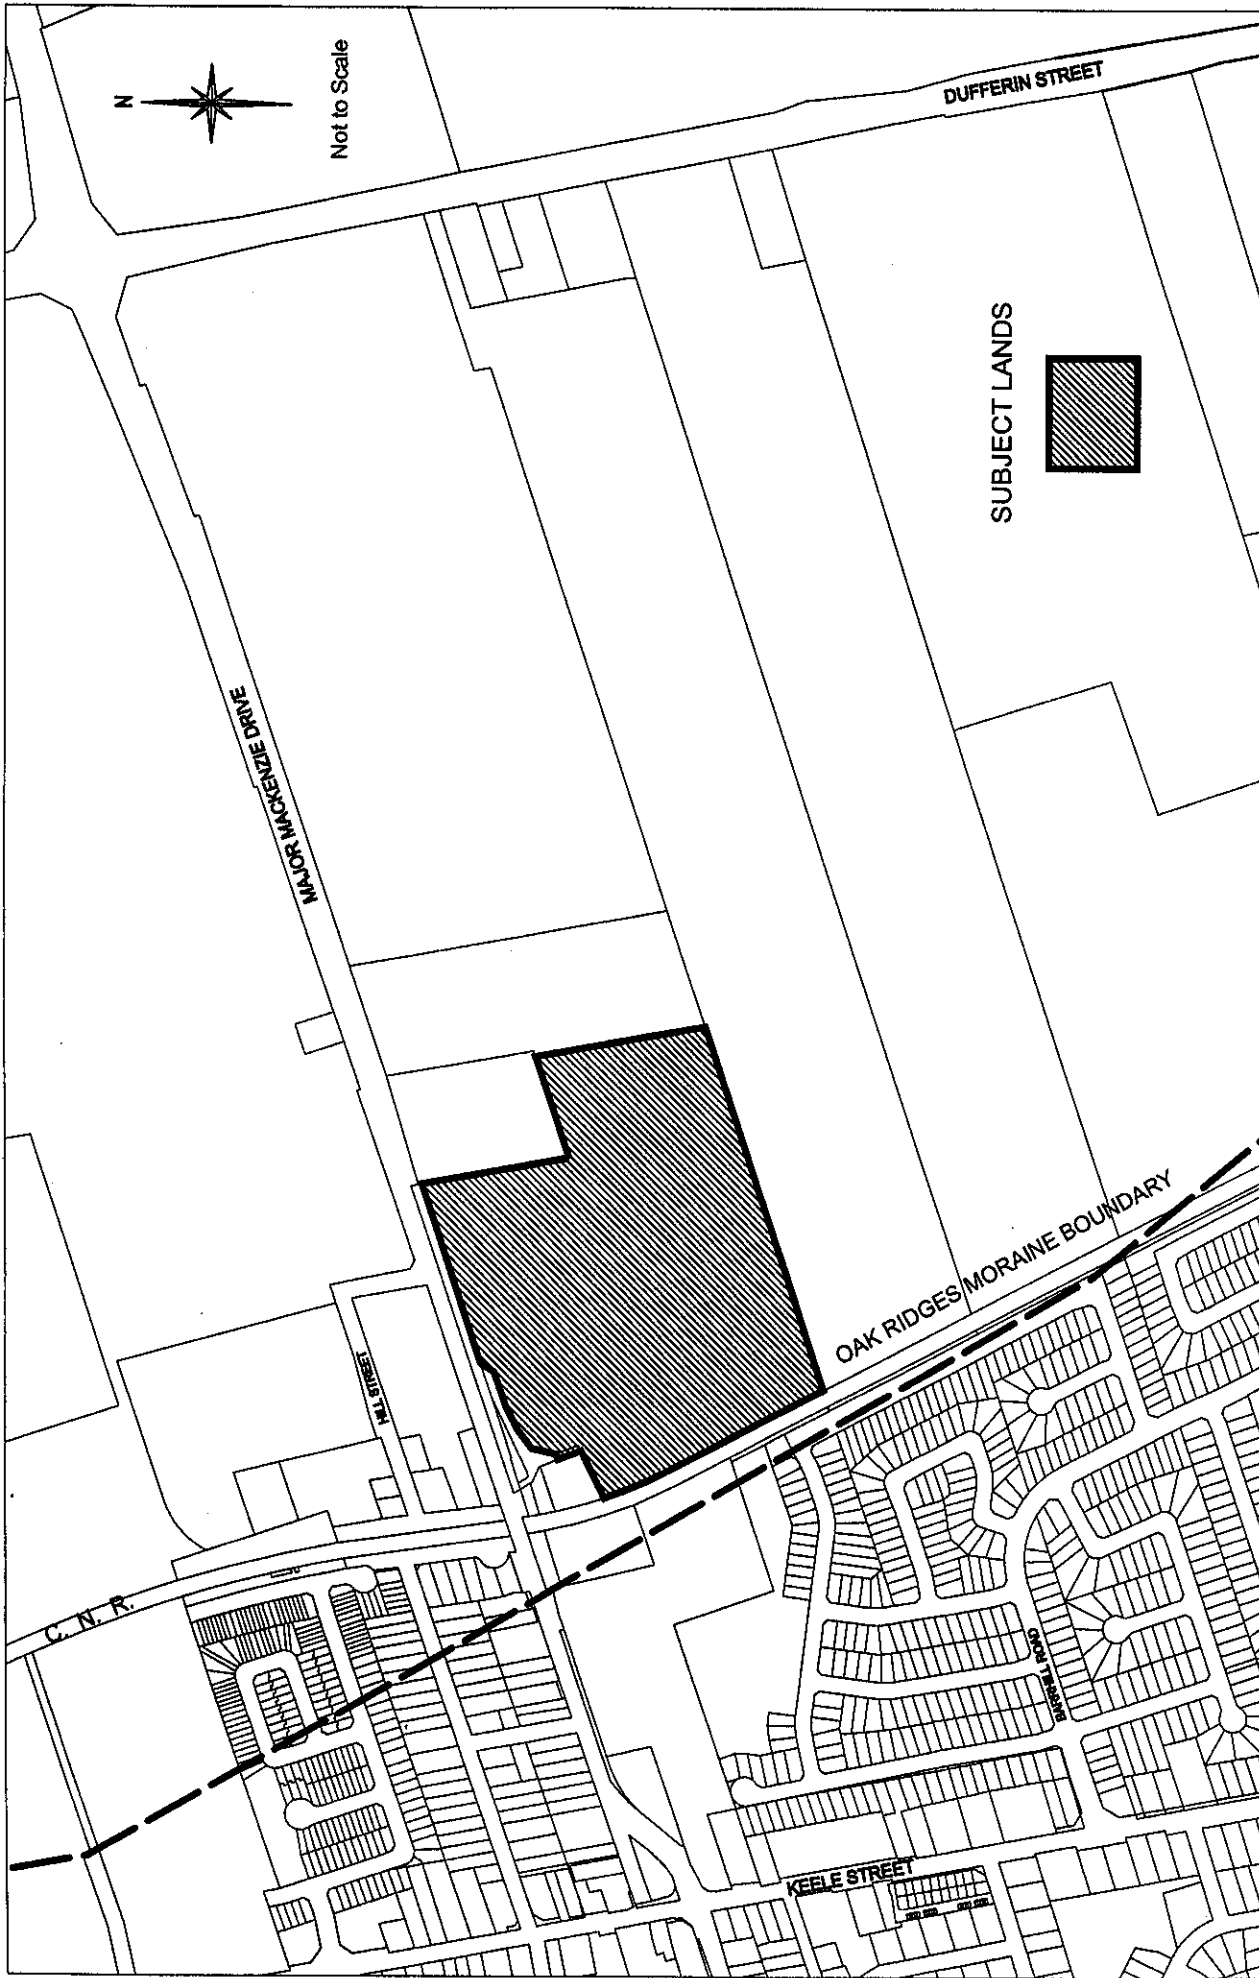 N
Not to Scale
DUFFERIN STREET
MAJOR MACKENZIE DRIVE
SUBJECT LANDS
HILL STREET
OAK RIDGES MORAINE BOUNDARY
C. N. R.
BARRHILL ROAD
KEELE STREET